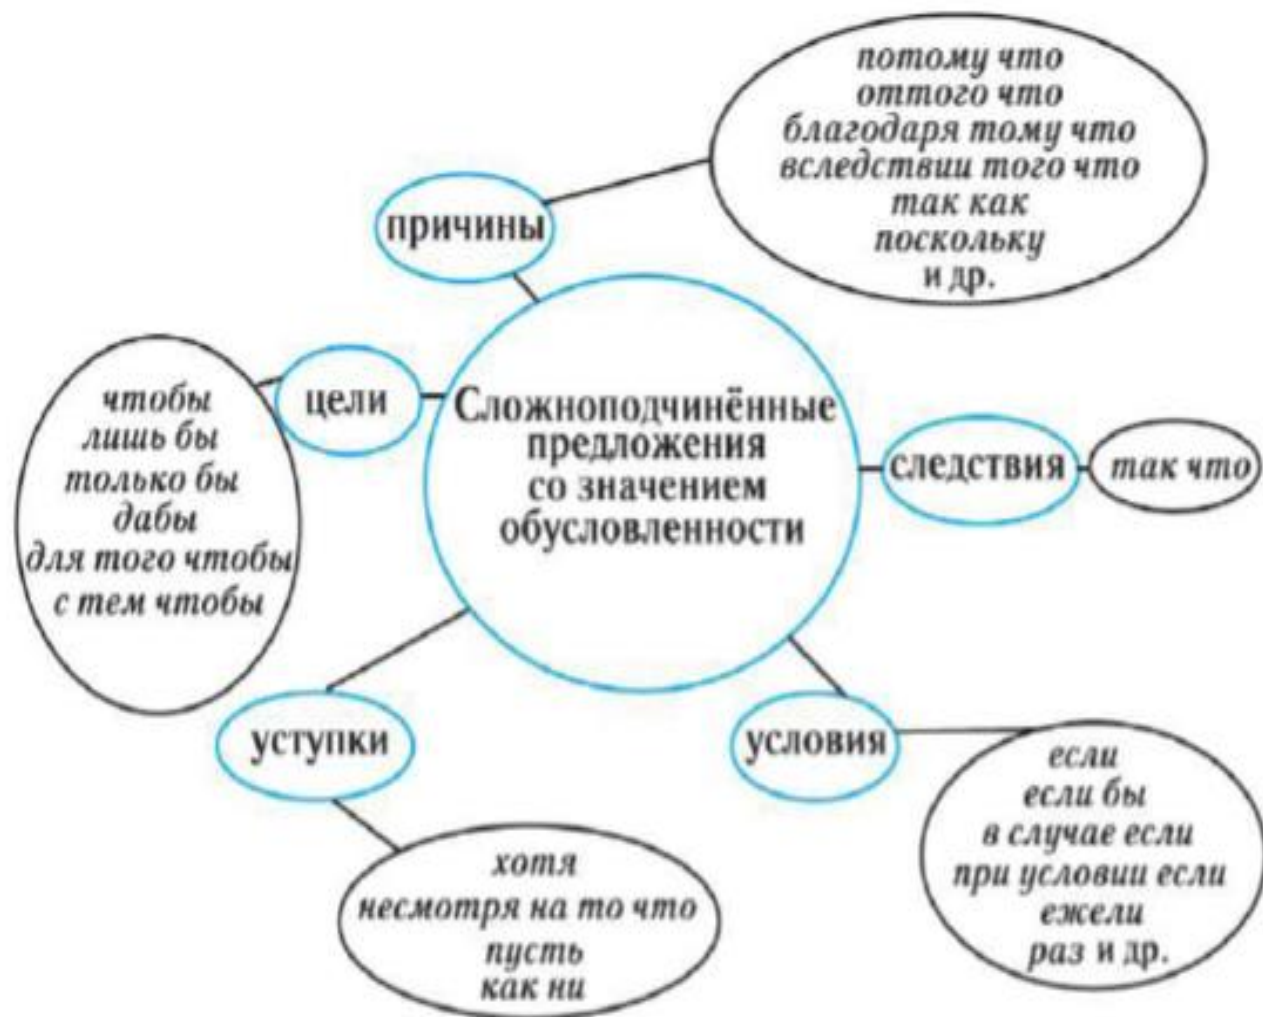 потому что
оттого что
благодаря тому что
вследствии того что
так как
поскольку
и др.
причины
чтобы
лишь бы
только бы
дабы
для того чтобы
с тем чтобы
цели
Сложноподчинённые
предложения
со значением
обусловленности
следствия
так что
уступки
хотя
несмотря на то что
пусть
как ни
условия
если
если бы
в случае если
при условии если
ежели
раз и др.